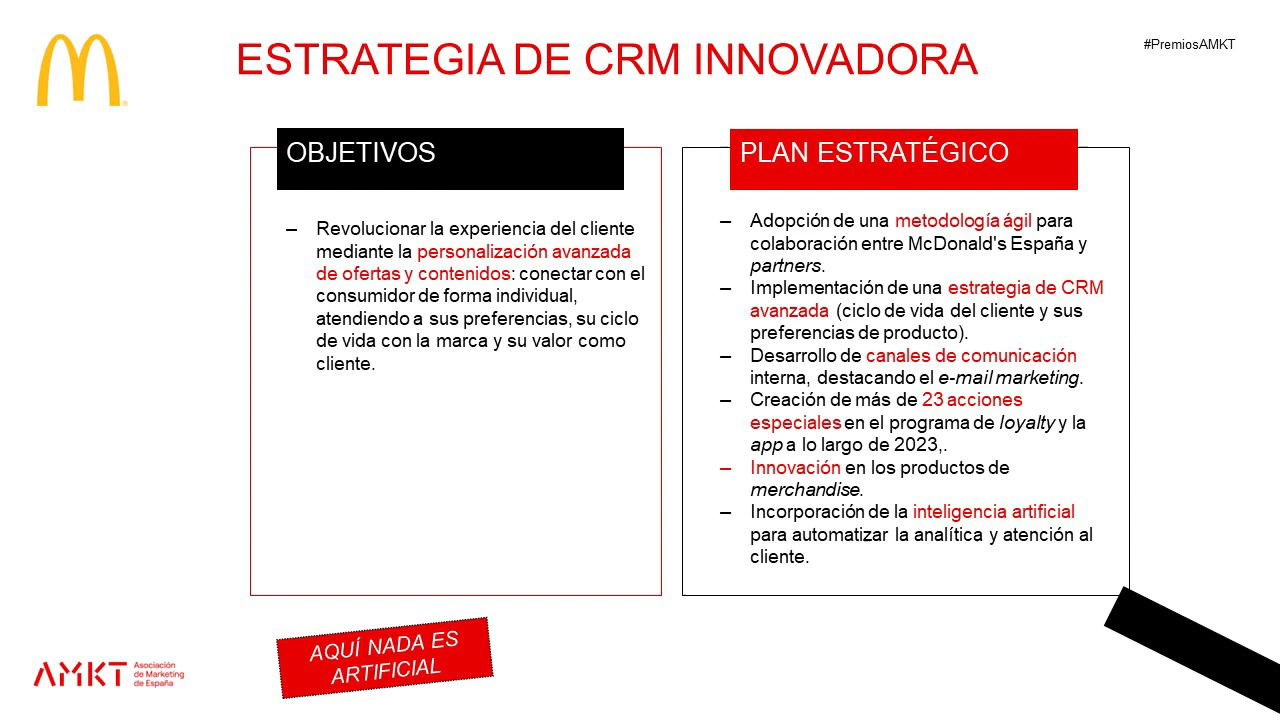 ESTRATEGIA DE CRM INNOVADORA
#PremiosAMKT
OBJETIVOS
– Revolucionar la experiencia del cliente
mediante la personalización avanzada
de ofertas y contenidos: conectar con el
consumidor de forma individual,
atendiendo a sus preferencias, su ciclo
de vida con la marca y su valor como
cliente.
PLAN ESTRATÉGICO
– Adopción de una metodología ágil para
colaboración entre McDonald's España y
partners.
– Implementación de una estrategia de CRM
avanzada (ciclo de vida del cliente y sus
preferencias de producto).
– Desarrollo de canales de comunicación
interna, destacando el e-mail marketing.
– Creación de más de 23 acciones
especiales en el programa de loyalty y la
app a lo largo de 2023,.
– Innovación en los productos de
merchandise.
– Incorporación de la inteligencia artificial
para automatizar la analítica y atención al
cliente.
AQUÍ NADA ES
ARTIFICIAL
AMKT
Asociación
de Marketing
de España